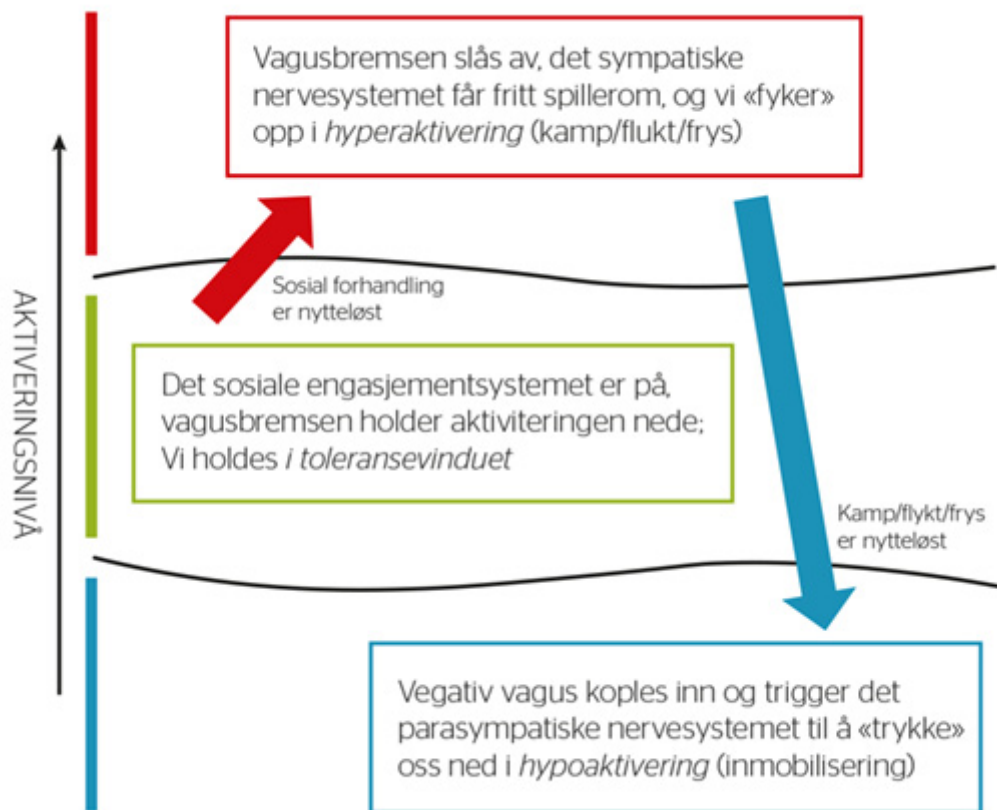 Vagusbremsen slås av, det sympatiske
nervesystemet får fritt spillerom, og vi «fyker»
opp i hyperaktivering (kamp/flukt/frys)
Sosial forhandling
er nytteløst
AKTIVERINGSNIVÅ
Det sosiale engasjementsystemet er på,
vagusbremsen holder aktiviteringen nede;
Vi holdes i toleransevinduet
Kamp/flykt/frys
er nytteløst
Vegativ vagus koples inn og trigger det
parasympatiske nervesystemet til å «trykke»
oss ned i hypoaktivering (inmobilisering)